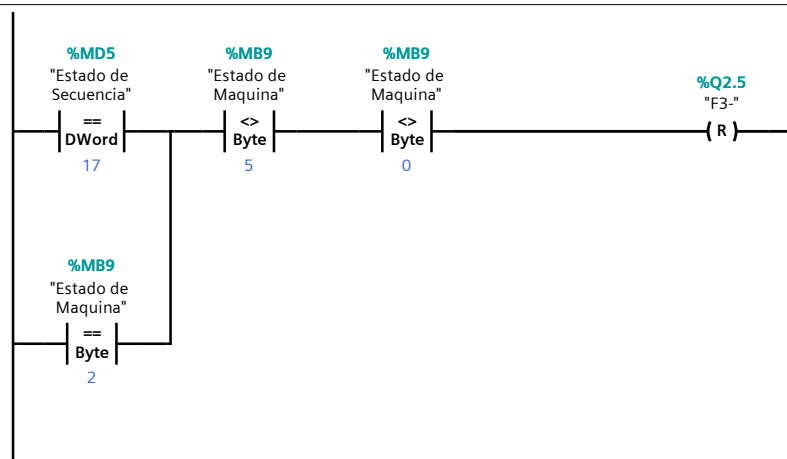 %MD5
"Estado de
Secuencia"
==
DWord
17
%MB9
"Estado de
Maquina"
<>
Byte
5
%MB9
"Estado de
Maquina"
<>
Byte
0
%Q2.5
"F3-"
R
%MB9
"Estado de
Maquina"
==
Byte
2